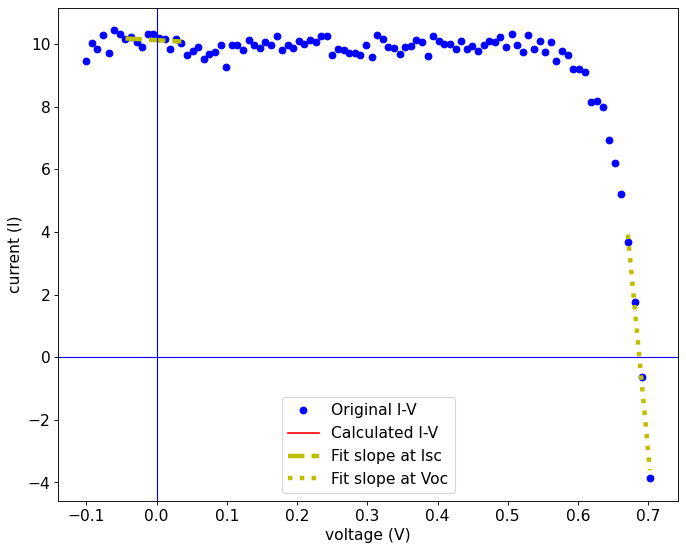 10
8
6
4
2
0
−2
−4
current (I)
Original I-V
Calculated I-V
Fit slope at Isc
Fit slope at Voc
−0.1 0.0 0.1 0.2 0.3 0.4 0.5 0.6 0.7
voltage (V)